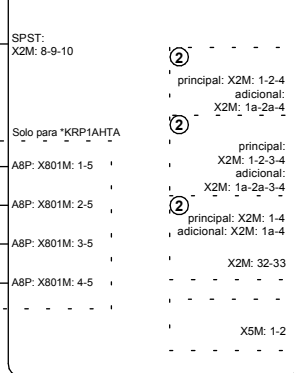 SPST:
X2M: 8-9-10
Solo para *KRP1AHTA
A8P: X801M: 1-5
A8P: X801M: 2-5
A8P: X801M: 3-5
A8P: X801M: 4-5
2
principal: X2M: 1-2-4
adicional:
X2M: 1a-2a-4
2
principal:
X2M: 1-2-3-4
adicional:
X2M: 1a-2a-3-4
2
principal: X2M: 1-4
adicional: X2M: 1a-4
X2M: 32-33
X5M: 1-2